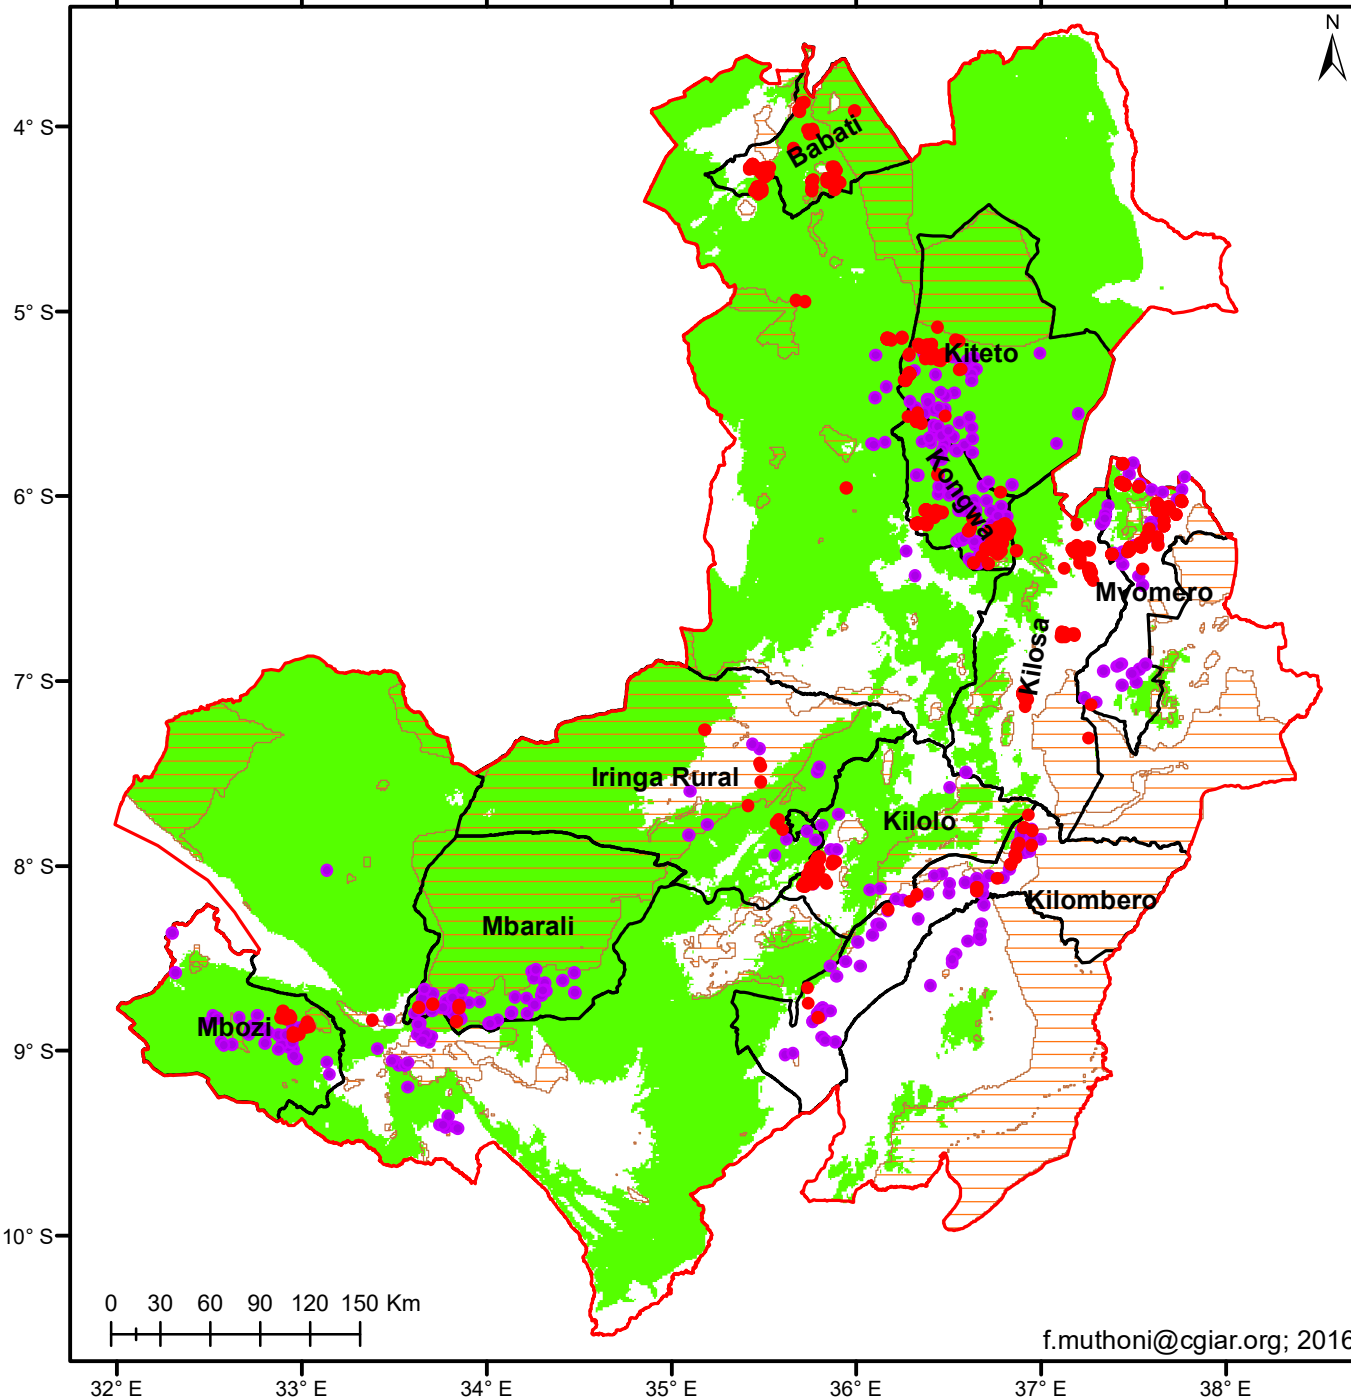 N
4° S
5° S
6° S
7° S
8° S
9° S
10° S
Babati
Kiteto
Kongwa
Mvomero
Kilosa
Iringa Rural
Kilolo
Kilombero
Mbarali
Mbozi
0 30 60 90 120 150 Km
f.muthoni@cgiar.org; 2016
32° E 33° E 34° E 35° E 36° E 37° E 38° E